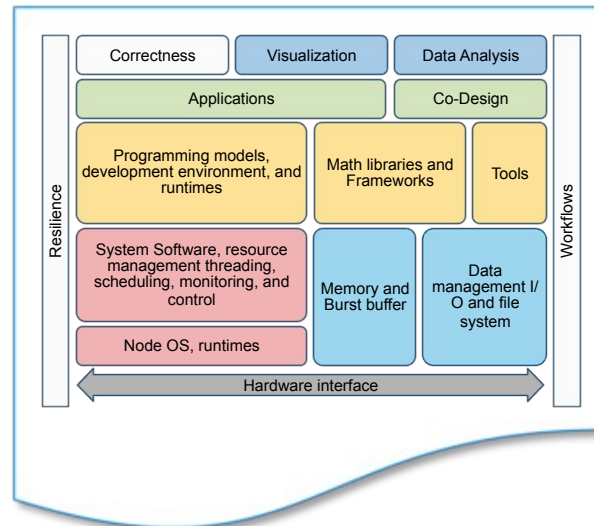 Correctness
Visualization
Data Analysis
Applications
Co-Design
Programming models,
development environment, and
runtimes
Math libraries and
Frameworks
Tools
Resilience
Workflows
System Software, resource
management threading,
scheduling, monitoring, and
control
Memory and
Burst buffer
Data
management I/
O and file
system
Node OS, runtimes
Hardware interface